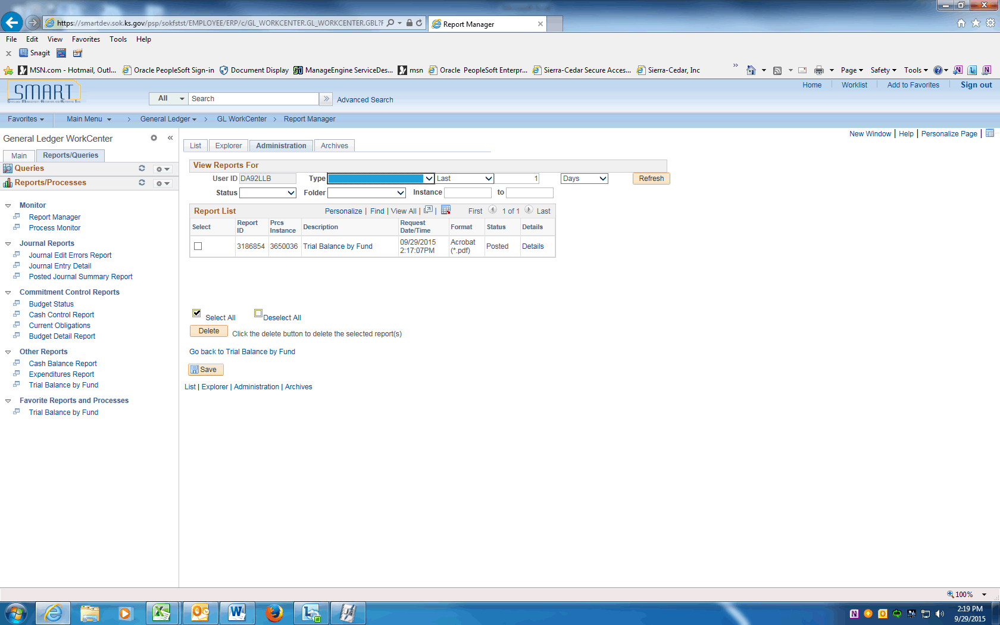 https://smartdev.sok.ks.gov/psp/sokfstst/EMPLOYEE/ERP/c/GL_WORKCENTER.GL_WORKCENTER.GBL?F
Report Manager
File Edit View Favorites Tools Help
Snagit
MSN.com - Hotmail, Outl... Oracle PeopleSoft Sign-in Document Display ManageEngine ServiceDes... msn Oracle PeopleSoft Enterpr... Sierra-Cedar Secure Acces... Sierra-Cedar, Inc Page Safety Tools
SMART
Home Worklist Add to Favorites Sign out
All Search Advanced Search
Favorites Main Menu > General Ledger > GL WorkCenter > Report Manager
New Window | Help | Personalize Page |
General Ledger WorkCenter
Main Reports/Queries
Queries
Reports/Processes
Monitor
Report Manager
Process Monitor
Journal Reports
Journal Edit Errors Report
Journal Entry Detail
Posted Journal Summary Report
Commitment Control Reports
Budget Status
Cash Control Report
Current Obligations
Budget Detail Report
Other Reports
Cash Balance Report
Expenditures Report
Trial Balance by Fund
Favorite Reports and Processes
Trial Balance by Fund
List Explorer Administration Archives
View Reports For
User ID DA92LLB Type Last 1 Days Refresh
Status Folder Instance to
Report List Personalize | Find | View All | | First 1 of 1 Last
Select Report ID Prcs Instance Description Request Date/Time Format Status Details
3186854 3650036 Trial Balance by Fund 09/29/2015 2:17:07PM Acrobat (*.pdf) Posted Details
Select All Deselect All
Delete Click the delete button to delete the selected report(s)
Go back to Trial Balance by Fund
Save
List | Explorer | Administration | Archives
100%
2:19 PM
9/29/2015